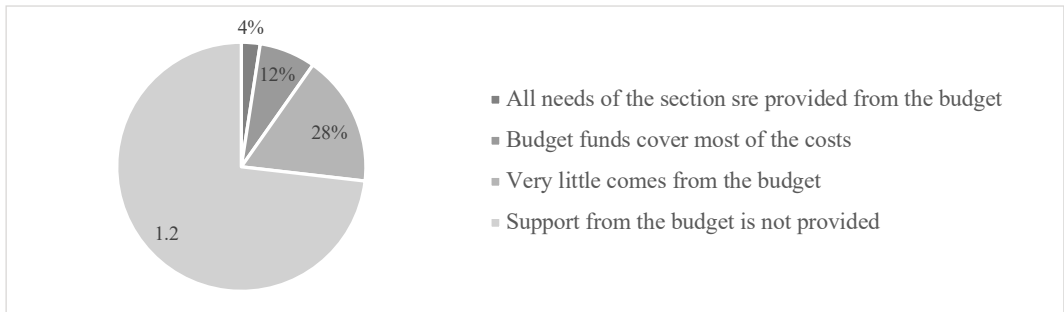 4%
12%
28%
1.2
All needs of the section sre provided from the budget
Budget funds cover most of the costs
Very little comes from the budget
Support from the budget is not provided